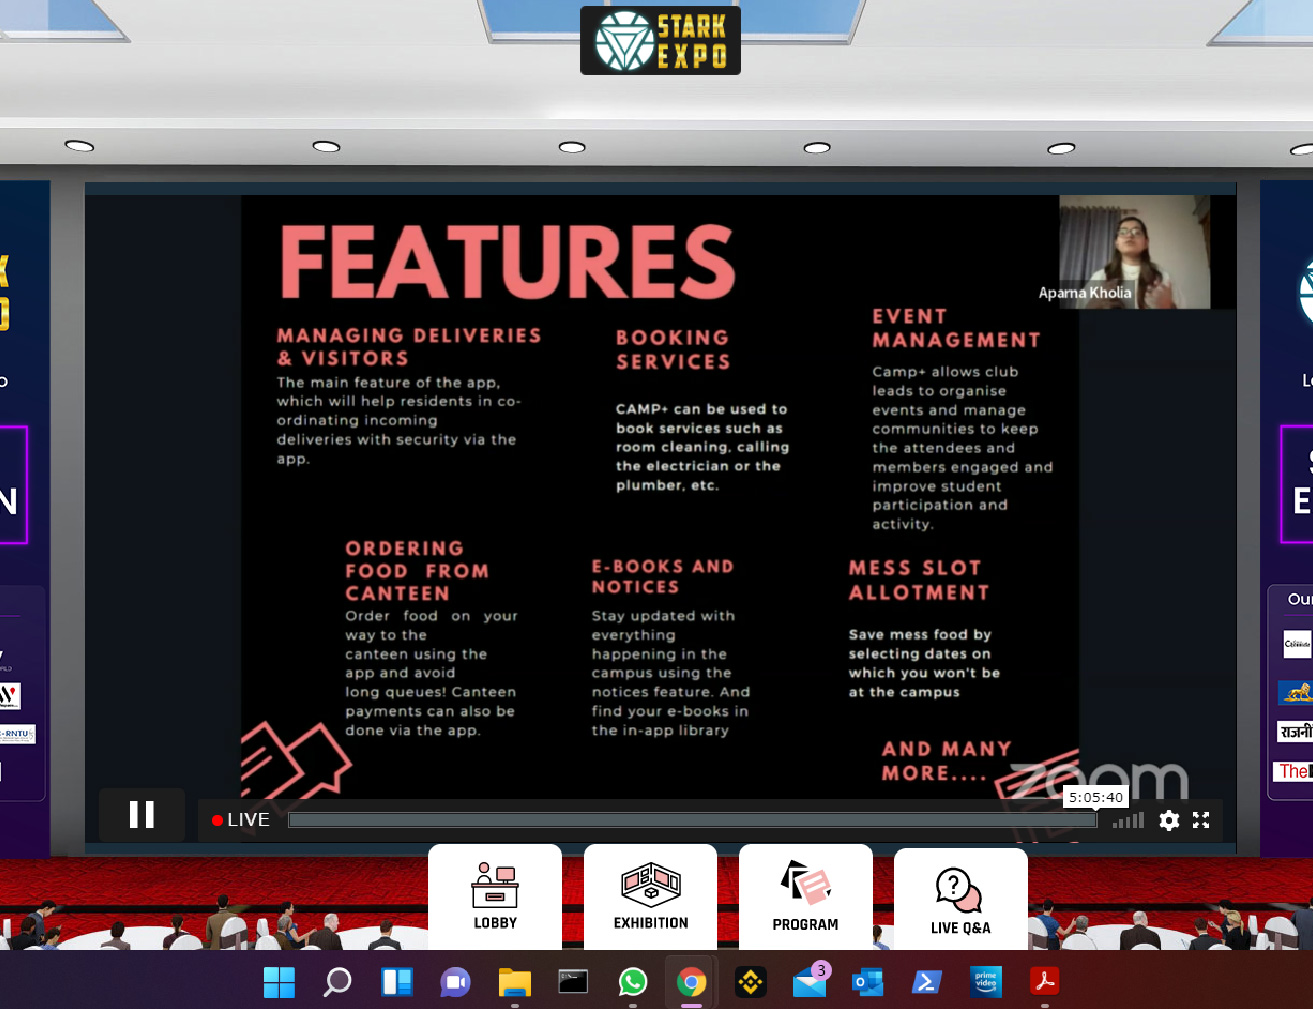 STARK
EXPO
FEATURES
Aparna Kholia
MANAGING DELIVERIES
& VISITORS
The main feature of the app,
which will help residents in co-
ordinating incoming
deliveries with security via the
app.
BOOKING
SERVICES
CAMP+ can be used to
book services such as
room cleaning, calling
the electrician or the
plumber, etc.
EVENT
MANAGEMENT
Camp+ allows club
leads to organise
events and manage
communities to keep
the attendees and
members engaged and
improve student
participation and
activity.
ORDERING
FOOD FROM
CANTEEN
Order food on your
way to the
canteen using the
app and avoid
long queues! Canteen
payments can also be
done via the app.
E-BOOKS AND
NOTICES
Stay updated with
everything
happening in the
campus using the
notices feature. And
find your e-books in
the in-app library
MESS SLOT
ALLOTMENT
Save mess food by
selecting dates on
which you won't be
at the campus
AND MANY
MORE....
zoom
5:05:40
LIVE
RNTU
Our
The
LOBBY
EXHIBITION
PROGRAM
LIVE Q&A
3
prime
video